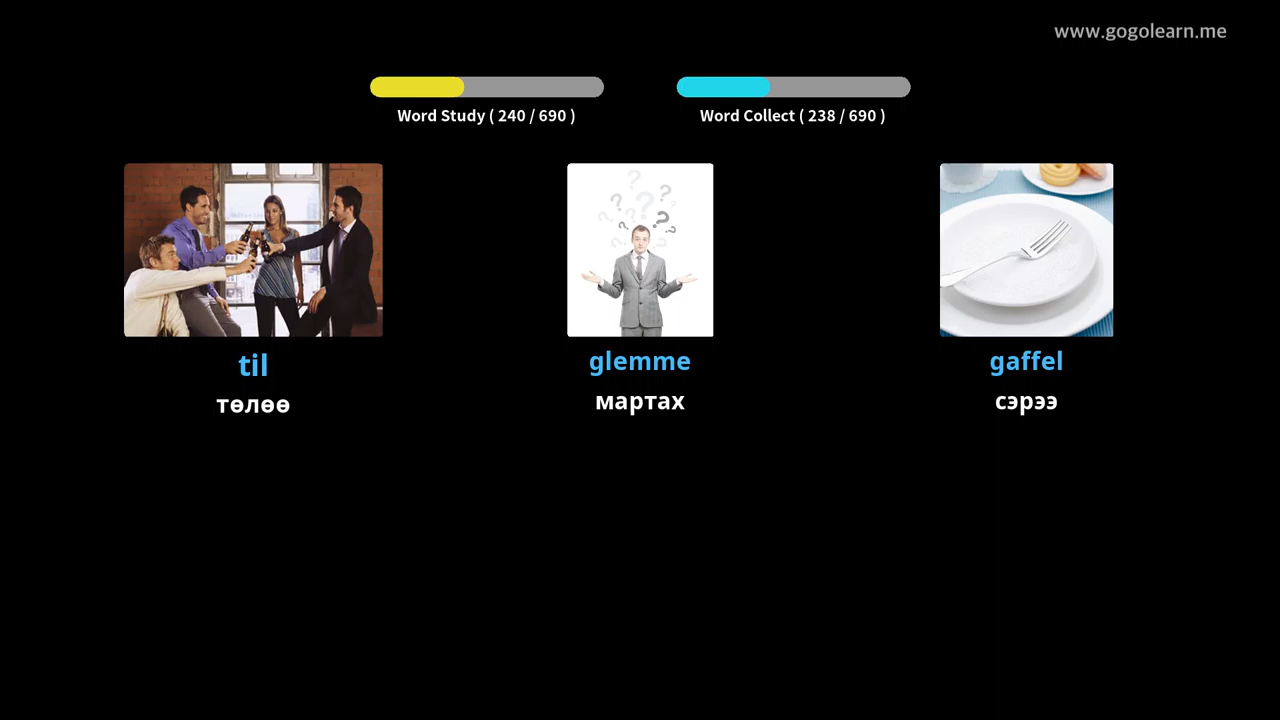 www.gogolearn.me
Word Study ( 240 / 690 )
Word Collect ( 238 / 690 )
til
төлөө
glemme
мартах
gaffel
сэрээ